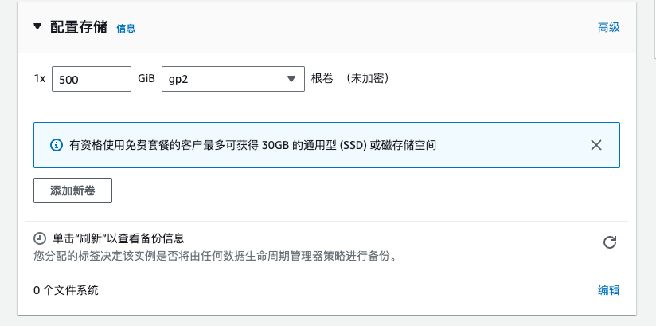 配置存储 信息 高级
1x 500 GiB gp2 根卷 (未加密)
有资格使用免费套餐的客户最多可获得 30GB 的通用型 (SSD) 或磁存储空间
添加新卷
单击"刷新"以查看备份信息
您分配的标签决定该实例是否将由任何数据生命周期管理器策略进行备份。
0 个文件系统 编辑